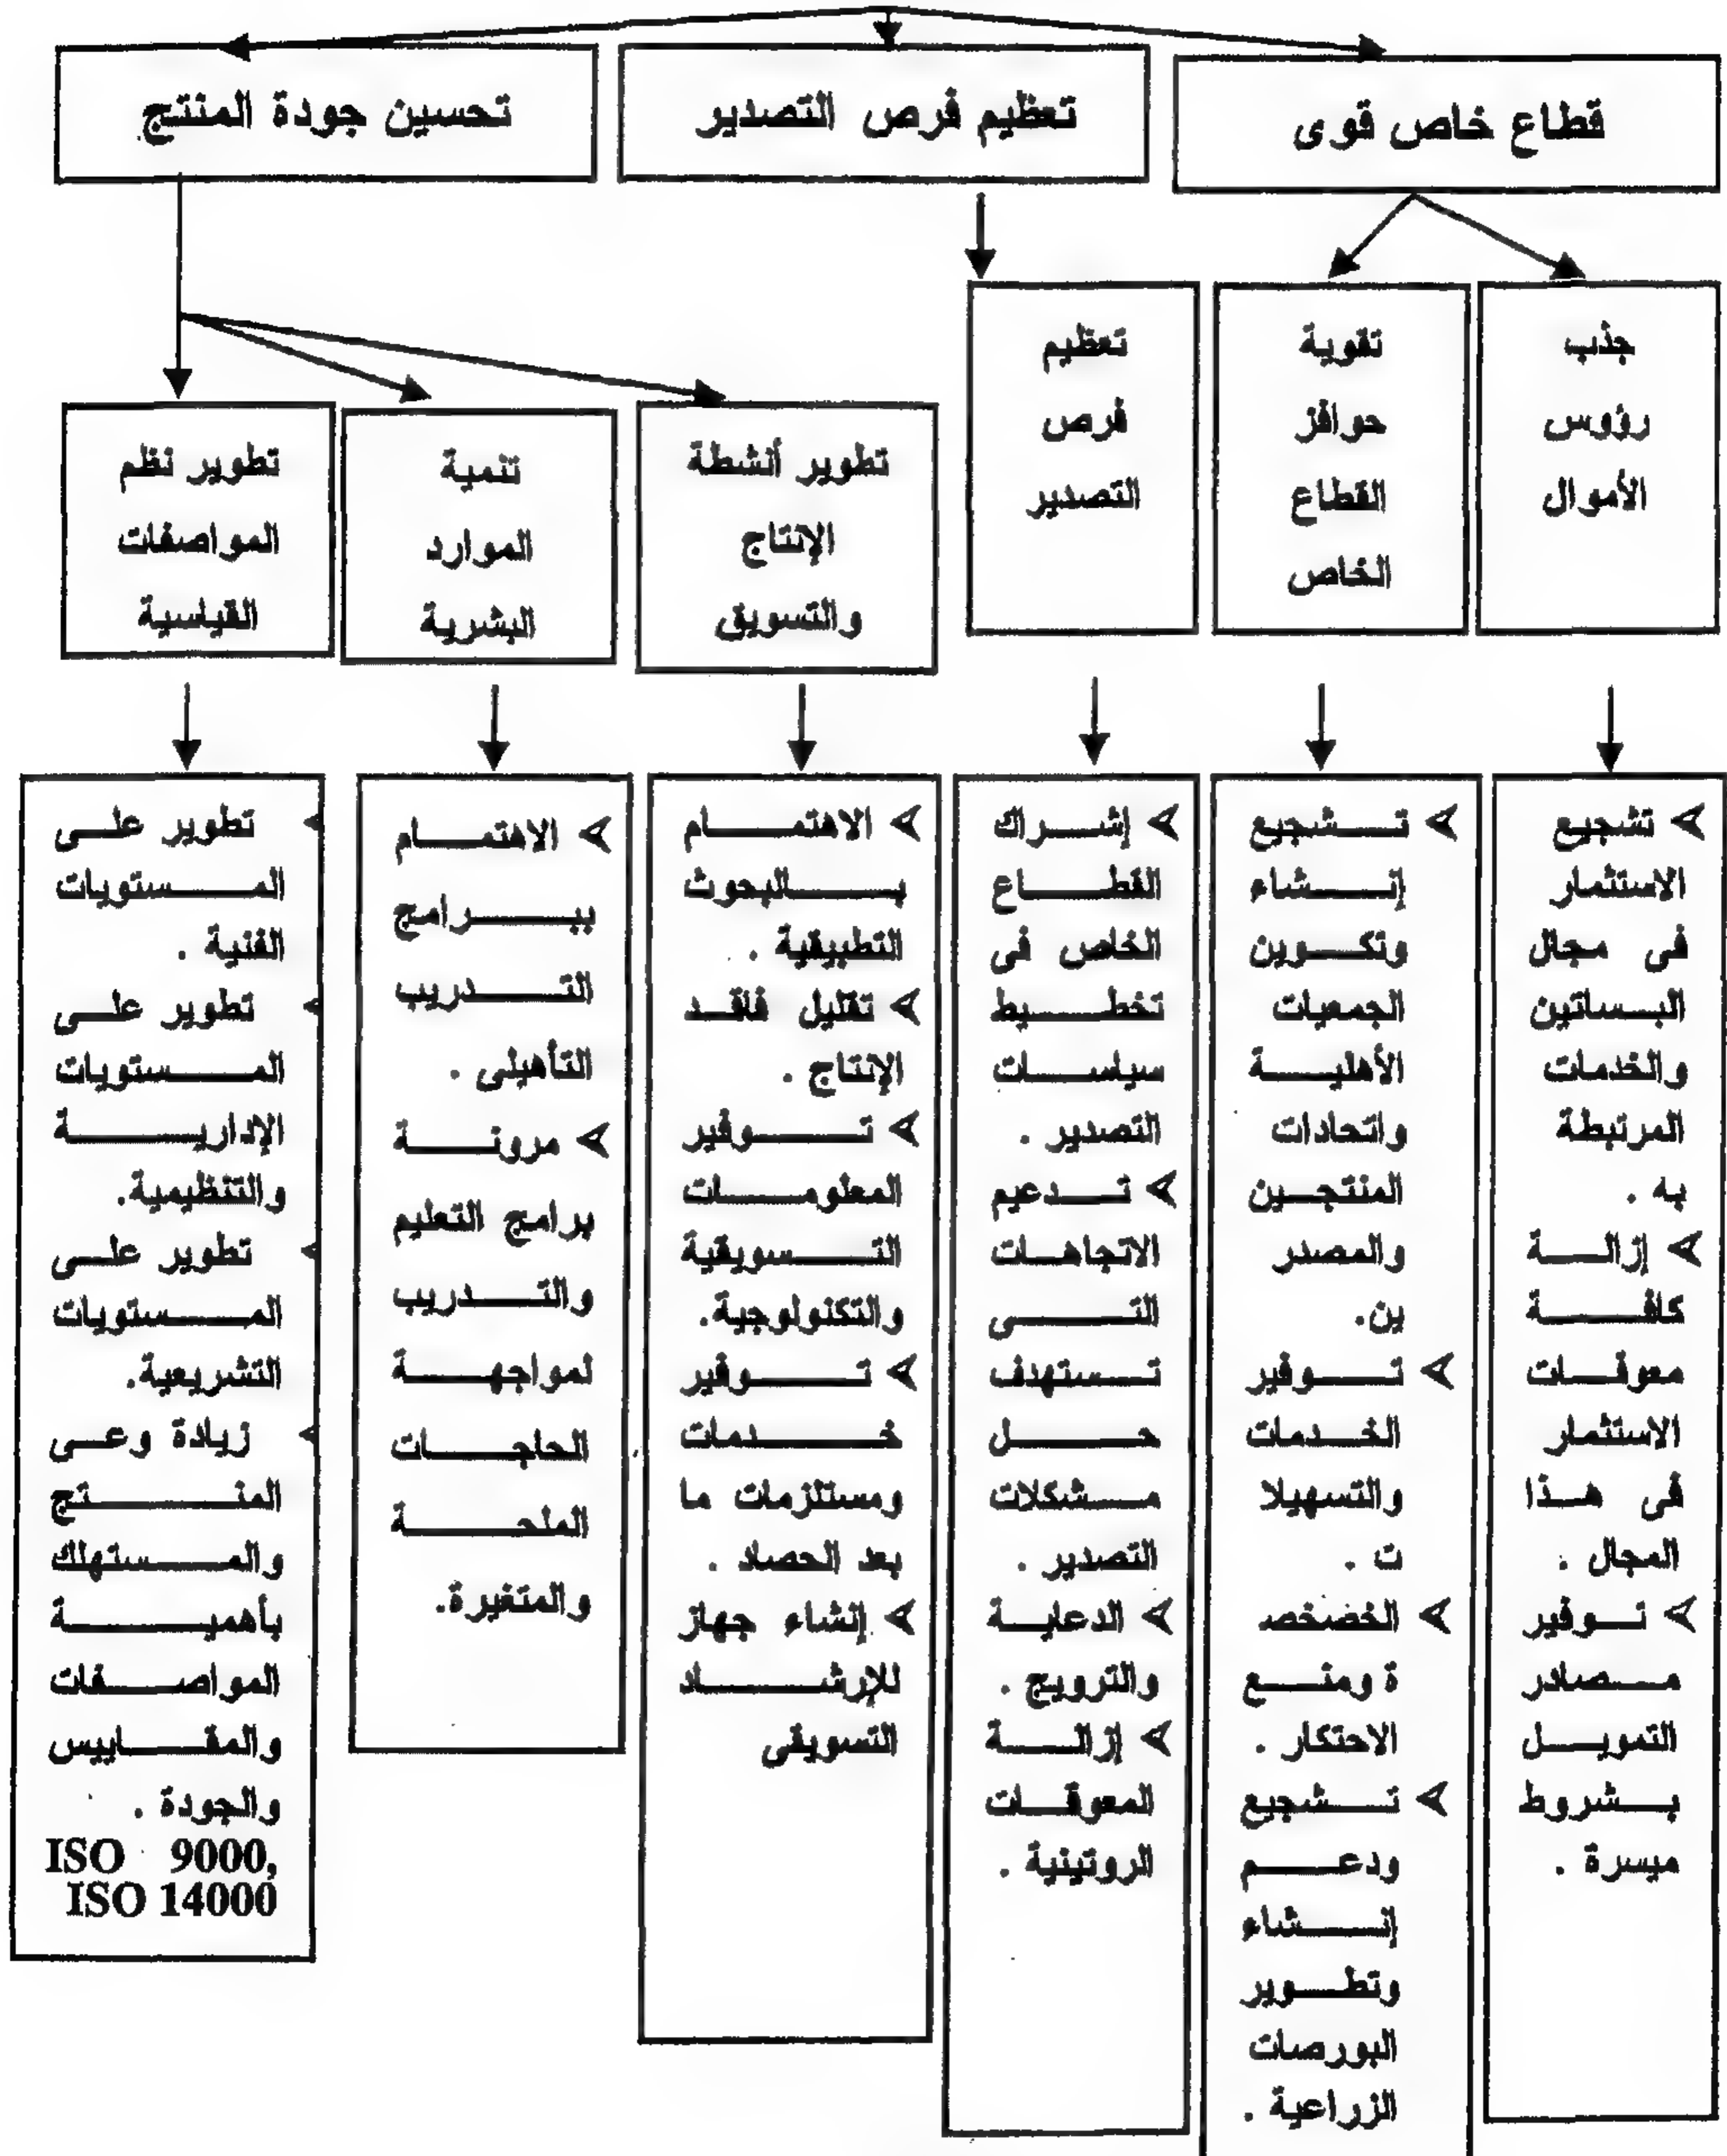 قطاع خاص قوى
تعظيم فرص التصدير
تحسين جودة المنتج
جذب
رؤوس
الأموال
تقوية
حوافز
القطاع
الخاص
تعظيم
فرص
التصدير
تطوير أنشطة
الإنتاج
والتسويق
تنمية
الموارد
البشرية
تطوير نظم
المواصفات
القياسية
⮚ تشجيع
الاستثمار
فى مجال
البساتين
والخدمات
المرتبطة
به .
⮚ إزالة
كافة
معوقات
الاستثمار
فى هذا
المجال .
⮚ توفير
مصادر
التمويل
بشروط
ميسرة .
⮚ تشجيع
إنشاء
وتكوين
الجمعيات
الأهلية
واتحادات
المنتجين
والمصدر
ين.
⮚ توفير
الخدمات
والتسهيلا
ت .
⮚ الخصخص
ة ومنع
الاحتكار .
⮚ تشجيع
ودعم
إنشاء
وتطوير
البورصات
الزراعية .
⮚ إشراك
القطاع
الخاص فى
تخطيط
سياسات
التصدير .
⮚ تدعيم
الاتجاهات
التى
تستهدف
حل
مشكلات
التصدير .
⮚ الدعاية
والترويج .
⮚ إزالة
المعوقات
الروتينية .
⮚ الاهتمام
بالبحوث
التطبيقية .
⮚ تقليل فاقد
الإنتاج .
⮚ توفير
المعلومات
التسويقية
والتكنولوجية.
⮚ توفير
خدمات
ومستلزمات ما
بعد الحصاد .
⮚ إنشاء جهاز
للإرشاد
التسويقى
⮚ الاهتمام
ببرامج
التدريب
التأهيلى .
⮚ مرونة
برامج التعليم
والتدريب
لمواجهة
الحاجات
الملحة
والمتغيرة.
⮚ تطوير على
المستويات
الفنية .
⮚ تطوير على
المستويات
الإدارية
والتنظيمية.
⮚ تطوير على
المستويات
التشريعية.
⮚ زيادة وعى
المنتج
والمستهلك
بأهمية
المواصفات
والمقاييس
والجودة .
ISO 9000,
ISO 14000